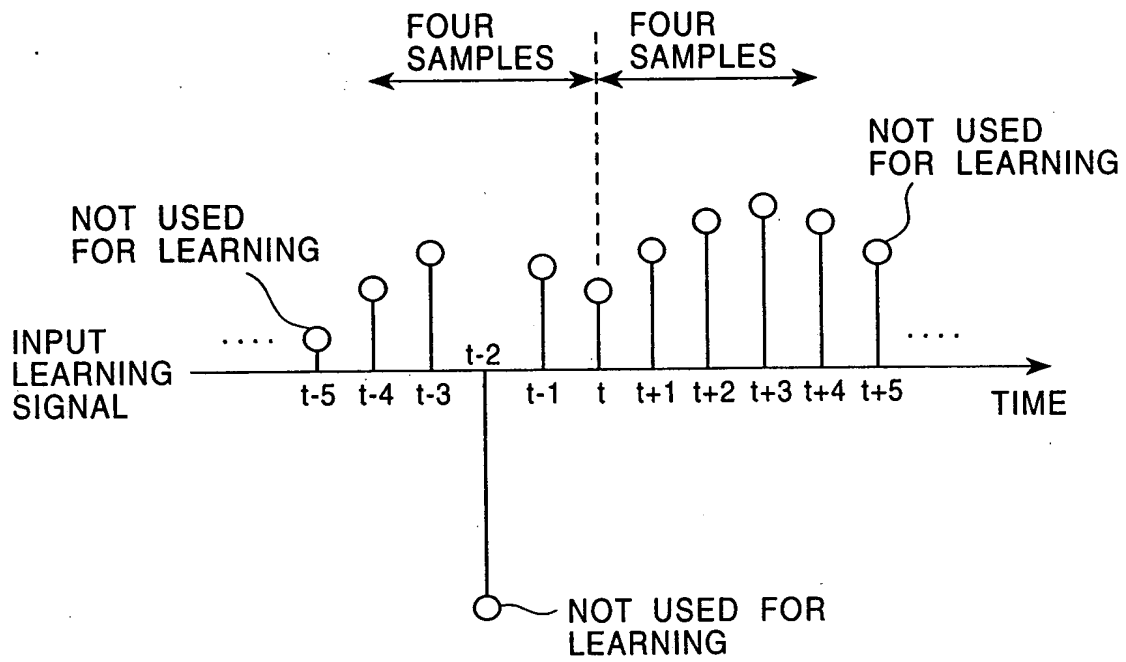 FOUR
SAMPLES
FOUR
SAMPLES
NOT USED
FOR LEARNING
NOT USED
FOR LEARNING
INPUT
LEARNING
SIGNAL
....
....
t-5
t-4
t-3
t-2
t-1
t
t+1
t+2
t+3
t+4
t+5
TIME
NOT USED FOR
LEARNING